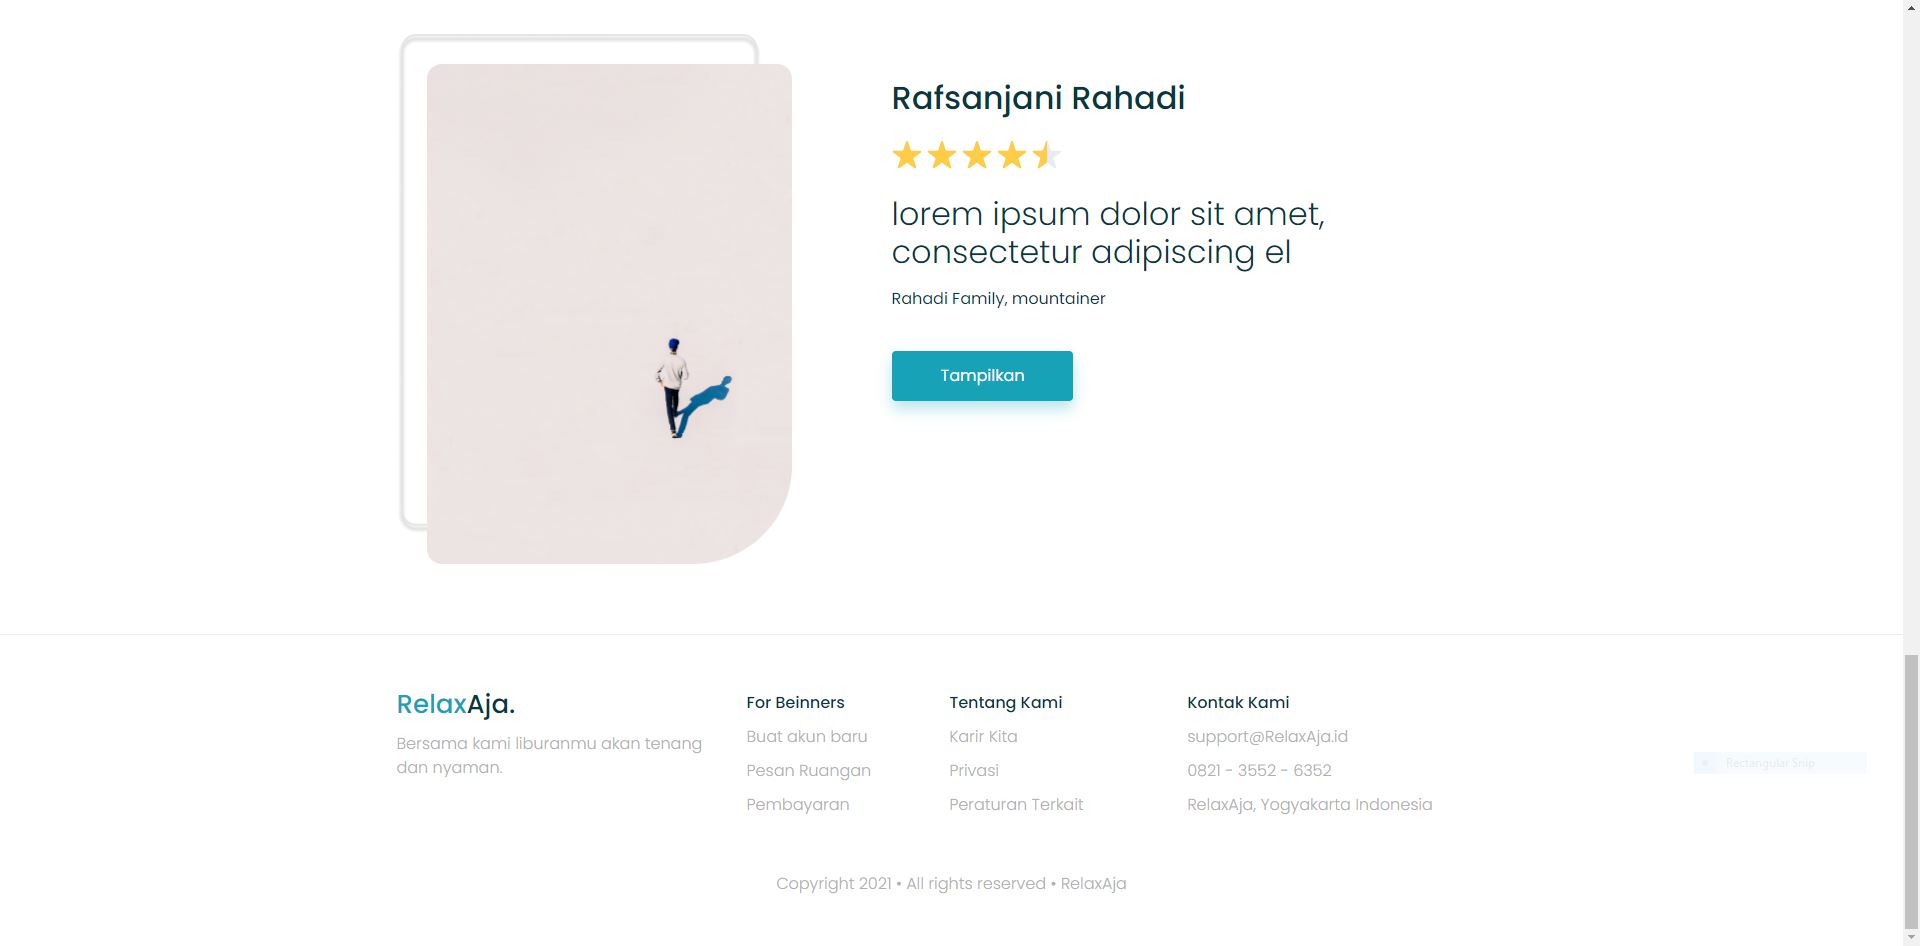 Rafsanjani Rahadi
lorem ipsum dolor sit amet,
consectetur adipiscing el
Rahadi Family, mountainer
Tampilkan
RelaxAja.
Bersama kami liburanmu akan tenang
dan nyaman.
For Beinners
Buat akun baru
Pesan Ruangan
Pembayaran
Tentang Kami
Karir Kita
Privasi
Peraturan Terkait
Kontak Kami
support@RelaxAja.id
0821 - 3552 - 6352
RelaxAja, Yogyakarta Indonesia
Rectangular Snip
Copyright 2021 • All rights reserved • RelaxAja